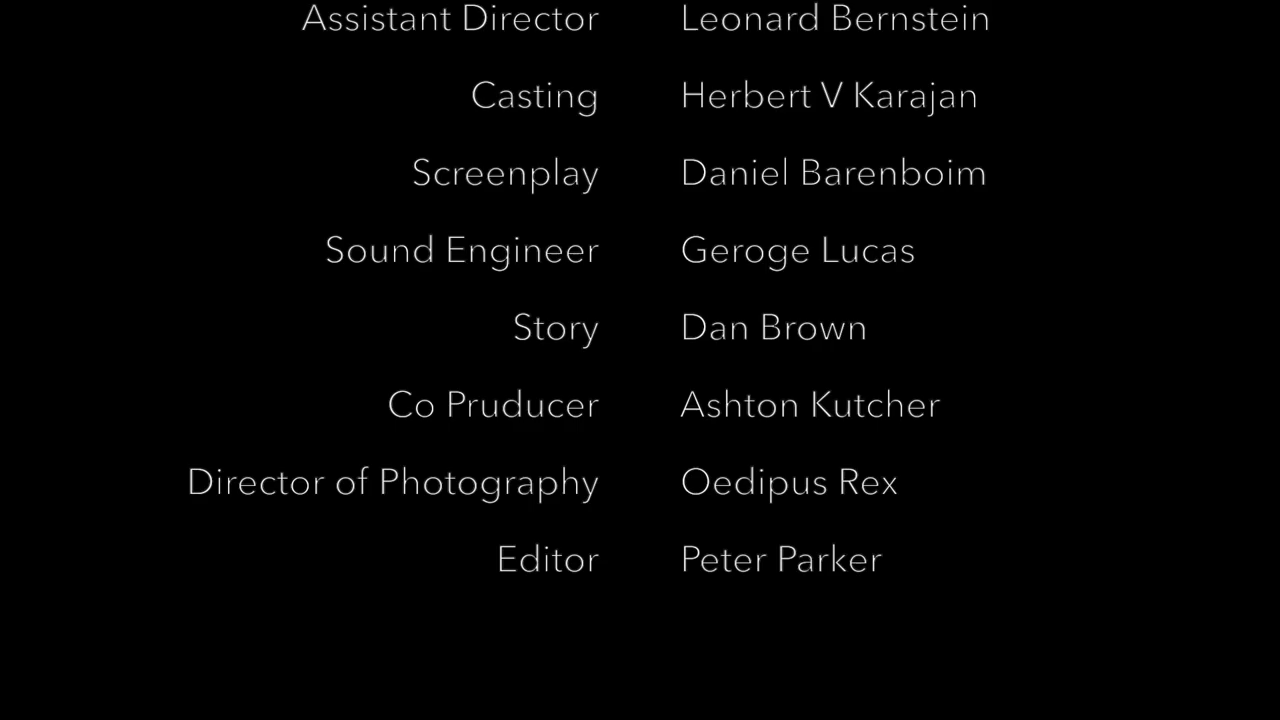 Assistant Director Leonard Bernstein
Casting Herbert V Karajan
Screenplay Daniel Barenboim
Sound Engineer Geroge Lucas
Story Dan Brown
Co Pruducer Ashton Kutcher
Director of Photography Oedipus Rex
Editor Peter Parker